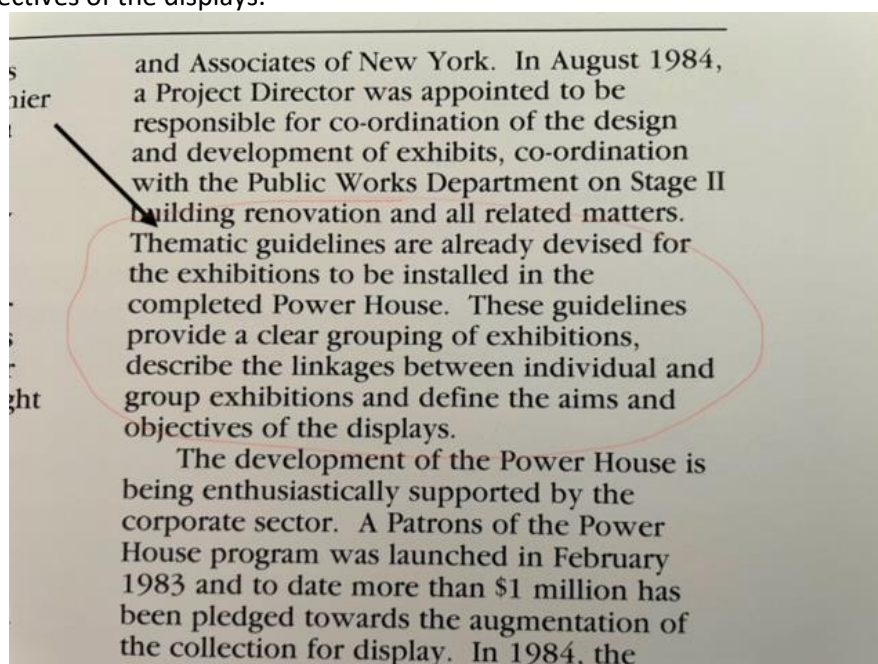 ectives of the displays.
and Associates of New York. In August 1984,
a Project Director was appointed to be
responsible for co-ordination of the design
and development of exhibits, co-ordination
with the Public Works Department on Stage II
building renovation and all related matters.
Thematic guidelines are already devised for
the exhibitions to be installed in the
completed Power House. These guidelines
provide a clear grouping of exhibitions,
describe the linkages between individual and
group exhibitions and define the aims and
objectives of the displays.
The development of the Power House is
being enthusiastically supported by the
corporate sector. A Patrons of the Power
House program was launched in February
1983 and to date more than $1 million has
been pledged towards the augmentation of
the collection for display. In 1984, the